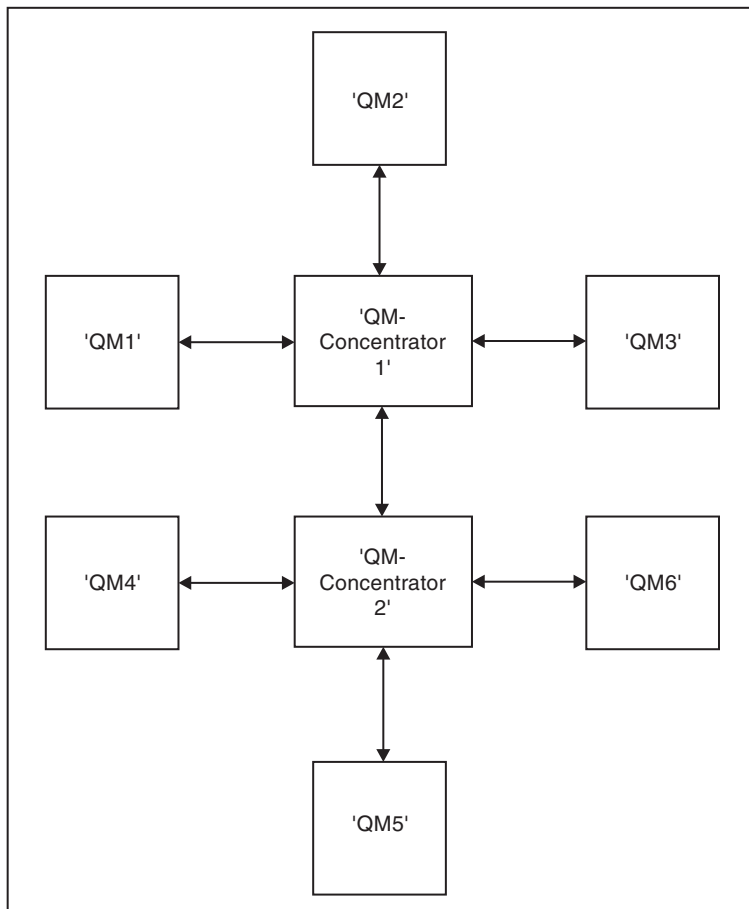 'QM2'
'QM1'
'QM-
Concentrator
1'
'QM3'
'QM4'
'QM-
Concentrator
2'
'QM6'
'QM5'